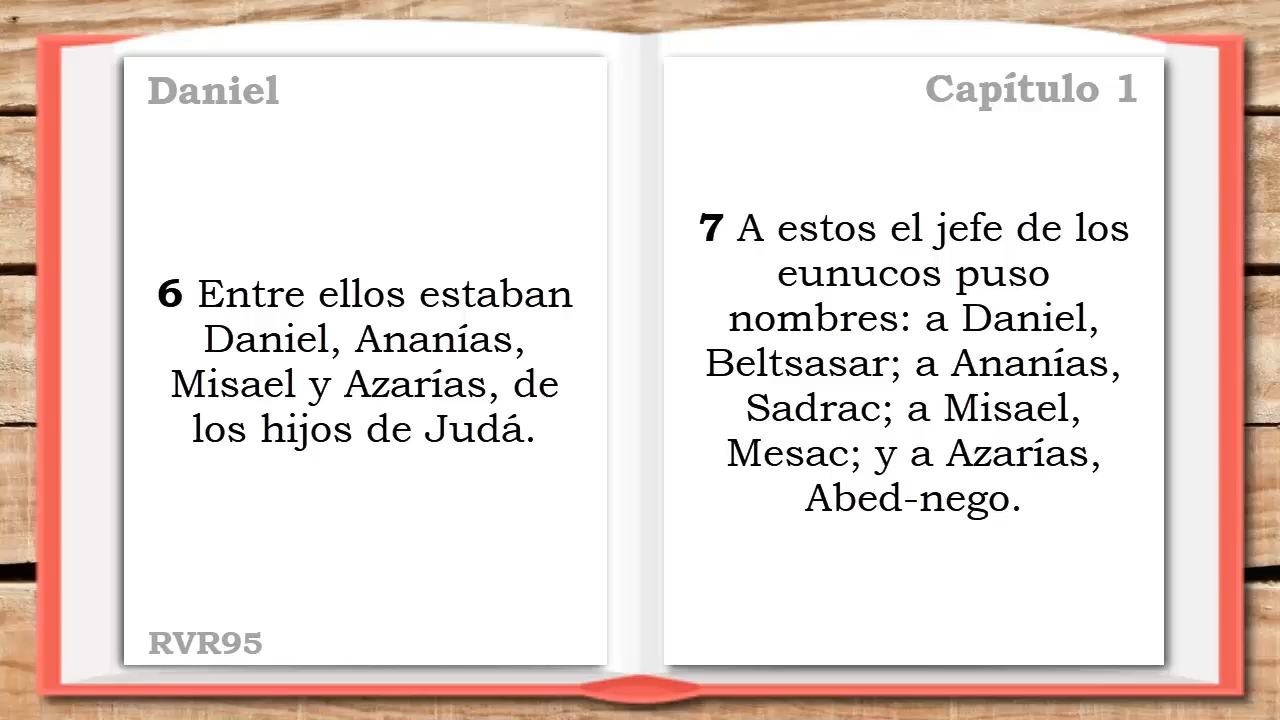 Daniel
6 Entre ellos estaban
Daniel, Ananías,
Misael y Azarías, de
los hijos de Judá.
RVR95
Capítulo 1
7 A estos el jefe de los
eunucos puso
nombres: a Daniel,
Beltsasar; a Ananías,
Sadrac; a Misael,
Mesac; y a Azarías,
Abed-nego.